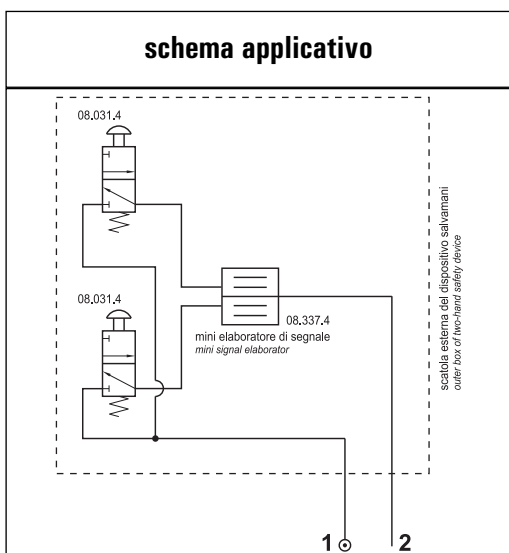 schema applicativo
08.031.4
08.031.4
08.337.4
mini elaboratore di segnale
mini signal elaborator
scatola esterna del dispositivo salvamani
outer box of two-hand safety device
1
2